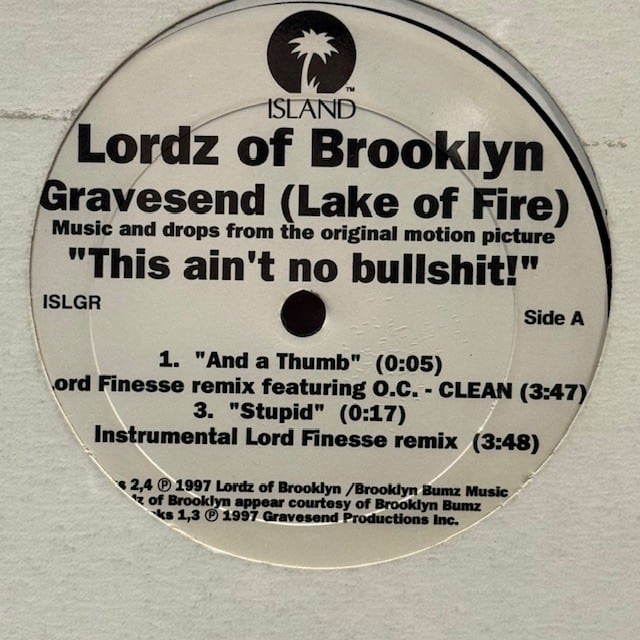 TM
ISLAND
Lordz of Brooklyn
Gravesend (Lake of Fire)
Music and drops from the original motion picture
"This ain't no bullshit!"
ISLGR
Side A
1. "And a Thumb" (0:05)
ord Finesse remix featuring O.C. - CLEAN (3:47)
3. "Stupid" (0:17)
Instrumental Lord Finesse remix (3:48)
s 2,4 ℗ 1997 Lordz of Brooklyn /Brooklyn Bumz Music
z of Brooklyn appear courtesy of Brooklyn Bumz
ks 1,3 ℗ 1997 Gravesend Productions Inc.